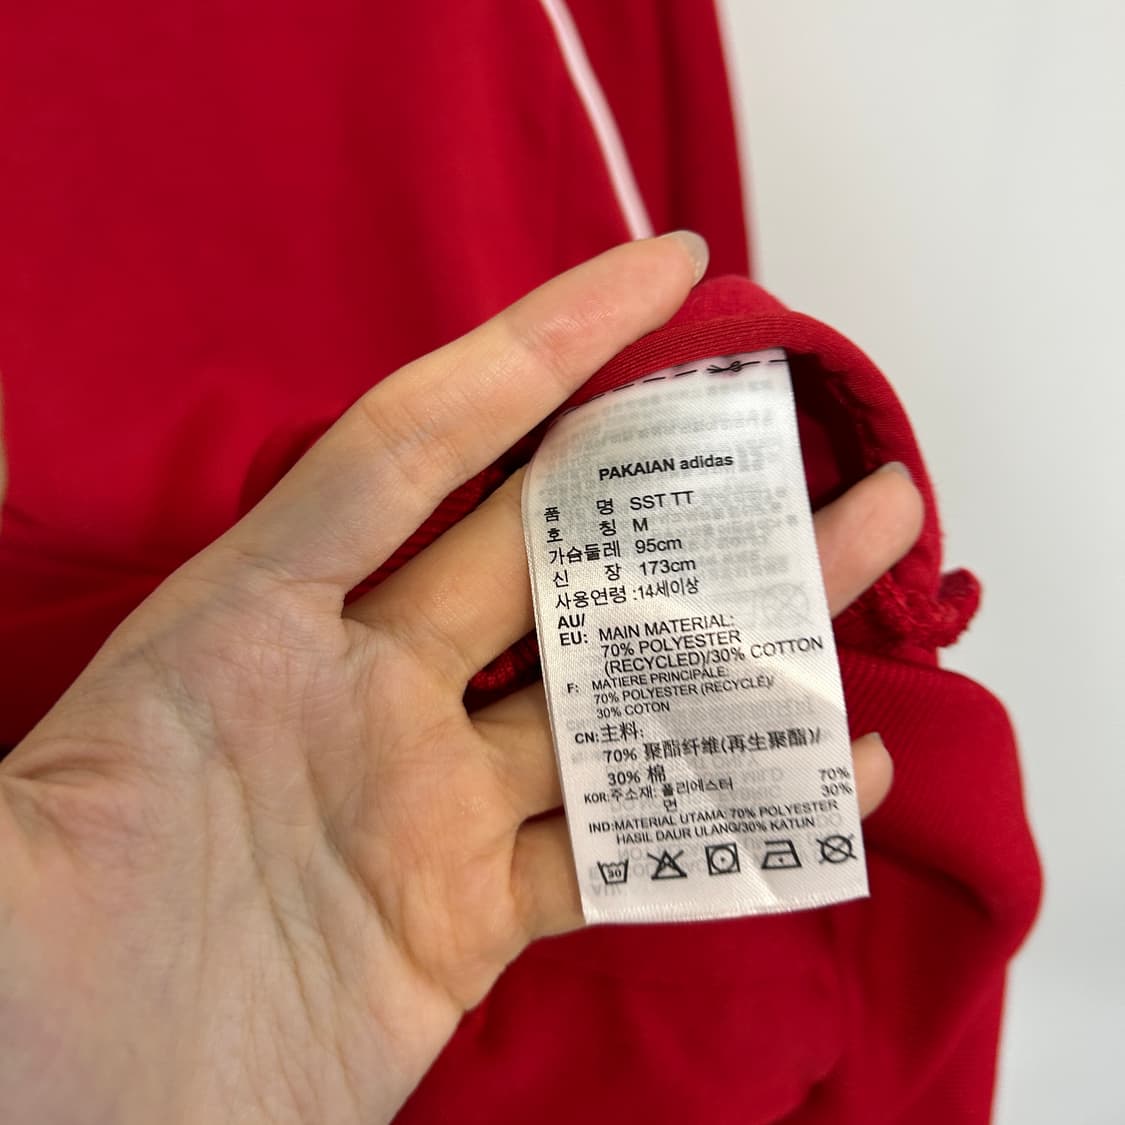 PAKAIAN adidas
품 명 SST TT
호 칭 M
가슴둘레 95cm
신 장 173cm
사용연령 :14세이상
AU/
EU: MAIN MATERIAL:
70% POLYESTER
(RECYCLED)/30% COTTON
F: MATIERE PRINCIPALE:
70% POLYESTER (RECYCLÉ)/
30% COTON
CN:主料:
70% 聚酯纤维(再生聚酯)/
30% 棉
KOR:주소재: 폴리에스터 70%
면 30%
IND:MATERIAL UTAMA: 70% POLYESTER
HASIL DAUR ULANG/30% KATUN
30